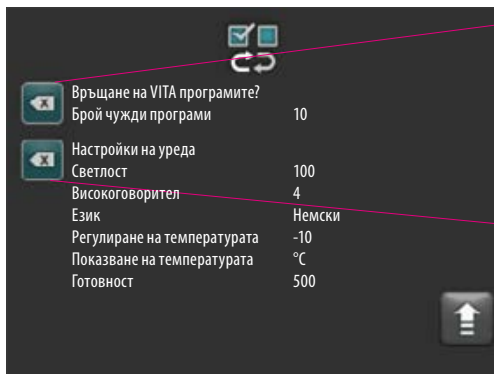 Връщане на VITA програмите?
Брой чужди програми 10
Настройки на уреда
Светлост 100
Високоговорител 4
Език Немски
Регулиране на температурата -10
Показване на температурата °C
Готовност 500